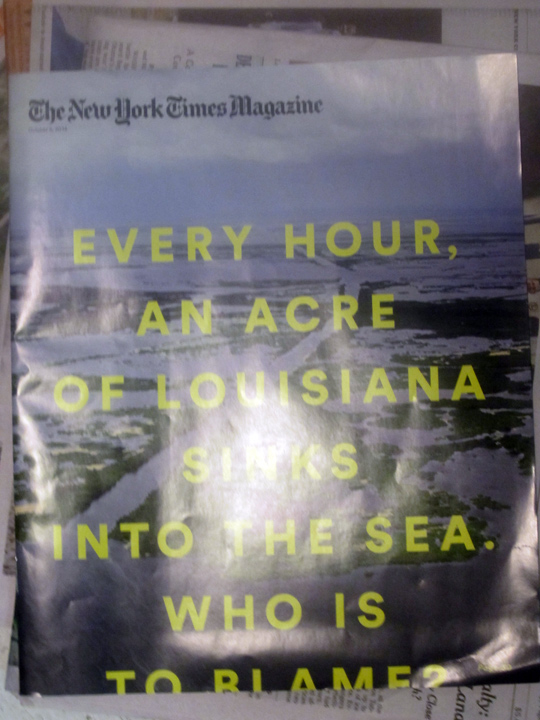 The New York Times Magazine
EVERY HOUR,
AN ACRE
OF LOUISIANA
SINKS
INTO THE SEA.
WHO IS
TO BLAME?